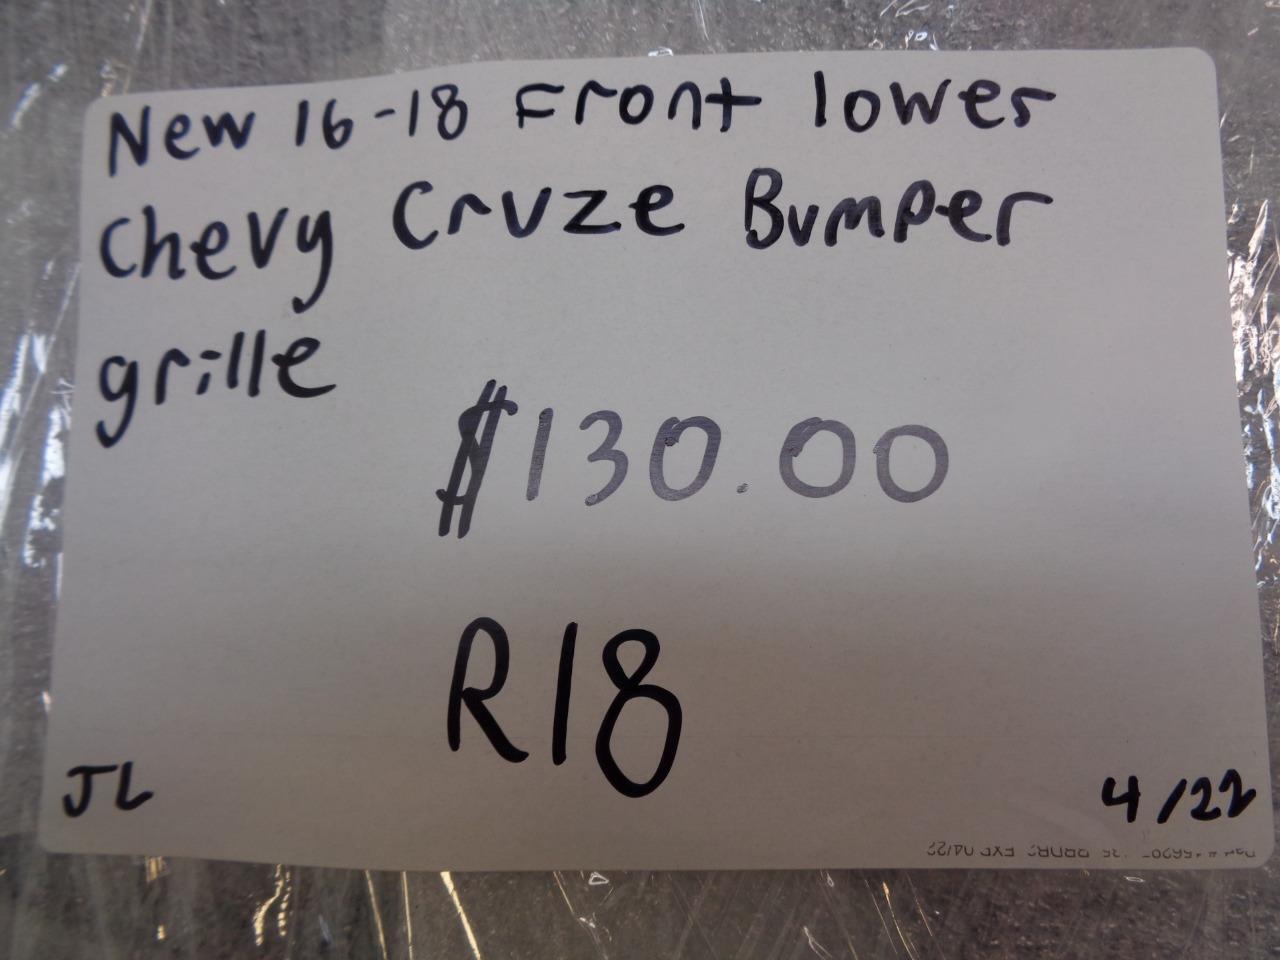 New 16-18 Front lower
Chevy Cruze Bumper
grille
$130.00
R18
JL
4/22